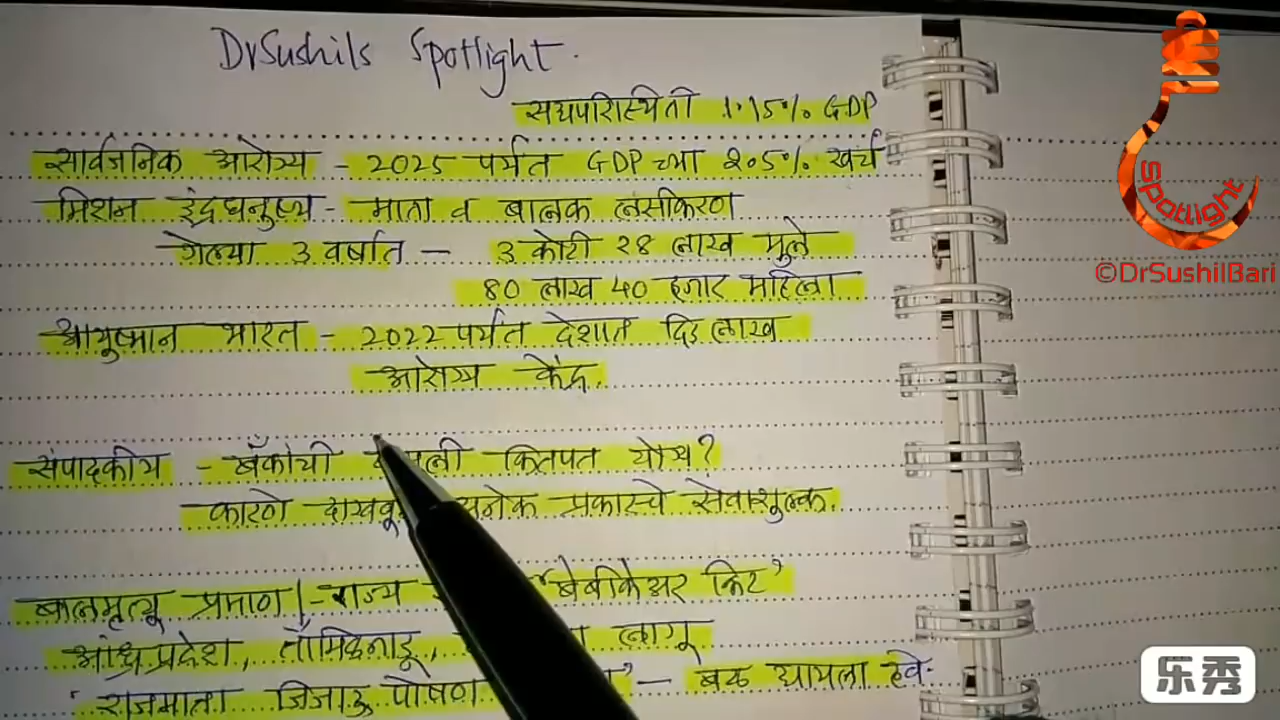 DrSushils Spotlight.
सद्यपरिस्थिती 1.15% GDP
सार्वजनिक आरोग्य - 2025 पर्यंत GDP च्या 2.5% खर्च
मिशन इंद्रधनुष्य - माता व बालक लसीकरण
गेल्या 3 वर्षात - 3 कोटी 28 लाख मुले
80 लाख 40 हजार महिला
आयुष्मान भारत - 2022 पर्यंत देशात दिड लाख
आरोग्य केंद्र.
संपादकीय - बँकांची कितपत योग्य?
कारणे अनेक प्रकारचे सेवाशुल्क.
बालमृत्यू प्रमाण - राज्य 'बेबीकेअर किट'
आंध्रप्रदेश, तामिळनाडू, लागू
'राजमाता जिजाऊ पोषण - बळ द्यायला हवे.
Spotlight
©DrSushilBari
乐秀